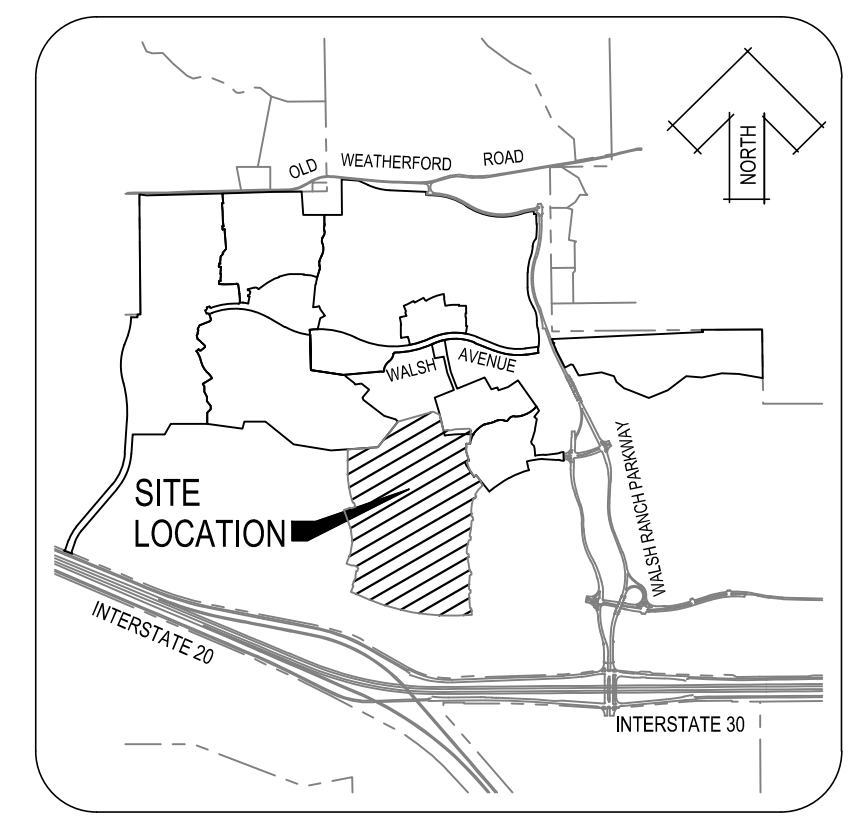 NORTH
OLD WEATHERFORD ROAD
WALSH AVENUE
WALSH RANCH PARKWAY
SITE
LOCATION
INTERSTATE 20
INTERSTATE 30